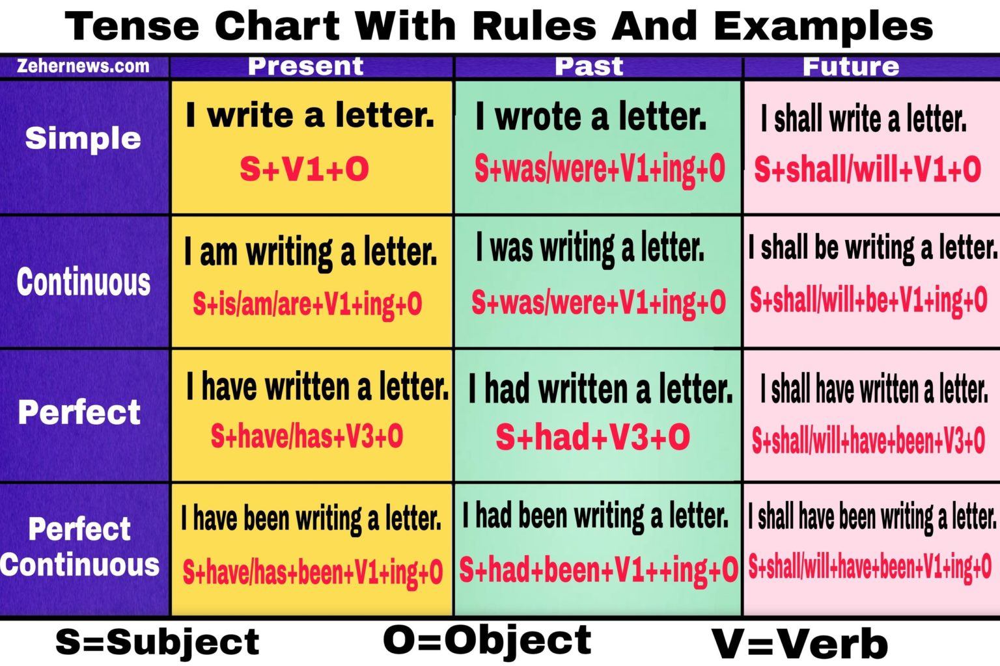 Tense Chart With Rules And Examples
Zehernews.com Present Past Future
Simple
I write a letter.
S+V1+O
I wrote a letter.
S+was/were+V1+ing+O
I shall write a letter.
S+shall/will+V1+O
Continuous
I am writing a letter.
S+is/am/are+V1+ing+O
I was writing a letter.
S+was/were+V1+ing+O
I shall be writing a letter.
S+shall/will+be+V1+ing+O
Perfect
I have written a letter.
S+have/has+V3+O
I had written a letter.
S+had+V3+O
I shall have written a letter.
S+shall/will+have+been+V3+O
Perfect
Continuous
I have been writing a letter.
S+have/has+been+V1+ing+O
I had been writing a letter.
S+had+been+V1++ing+O
I shall have been writing a letter.
S+shall/will+have+been+V1+ing+O
S=Subject O=Object V=Verb